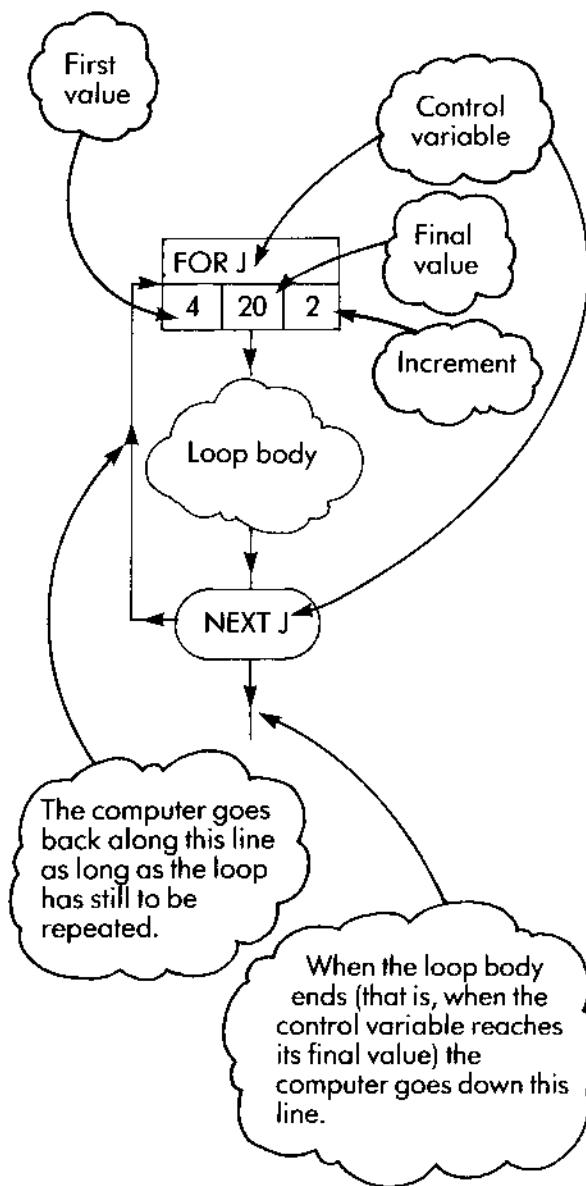 First
value
Control
variable
FOR J
Final
value
4 20 2
Increment
Loop body
NEXT J
The computer goes
back along this line
as long as the loop
has still to be
repeated.
When the loop body
ends (that is, when the
control variable reaches
its final value) the
computer goes down this
line.